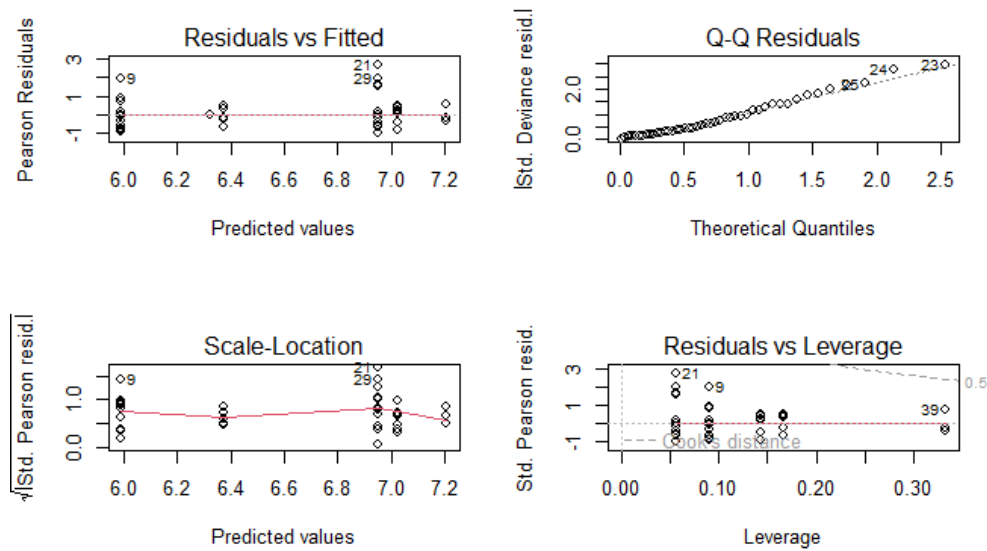 Residuals vs Fitted
Pearson Residuals
3
1
-1
9
21
29
6.0 6.2 6.4 6.6 6.8 7.0 7.2
Predicted values
Q-Q Residuals
|Std. Deviance resid.|
2.0
0.0
24
23
0.0 0.5 1.0 1.5 2.0 2.5
Theoretical Quantiles
Scale-Location
√|Std. Pearson resid.|
1.0
0.0
9
21
29
6.0 6.2 6.4 6.6 6.8 7.0 7.2
Predicted values
Residuals vs Leverage
Std. Pearson resid.
3
1
-1
21
9
39
0.5
Cook's distance
0.00 0.10 0.20 0.30
Leverage